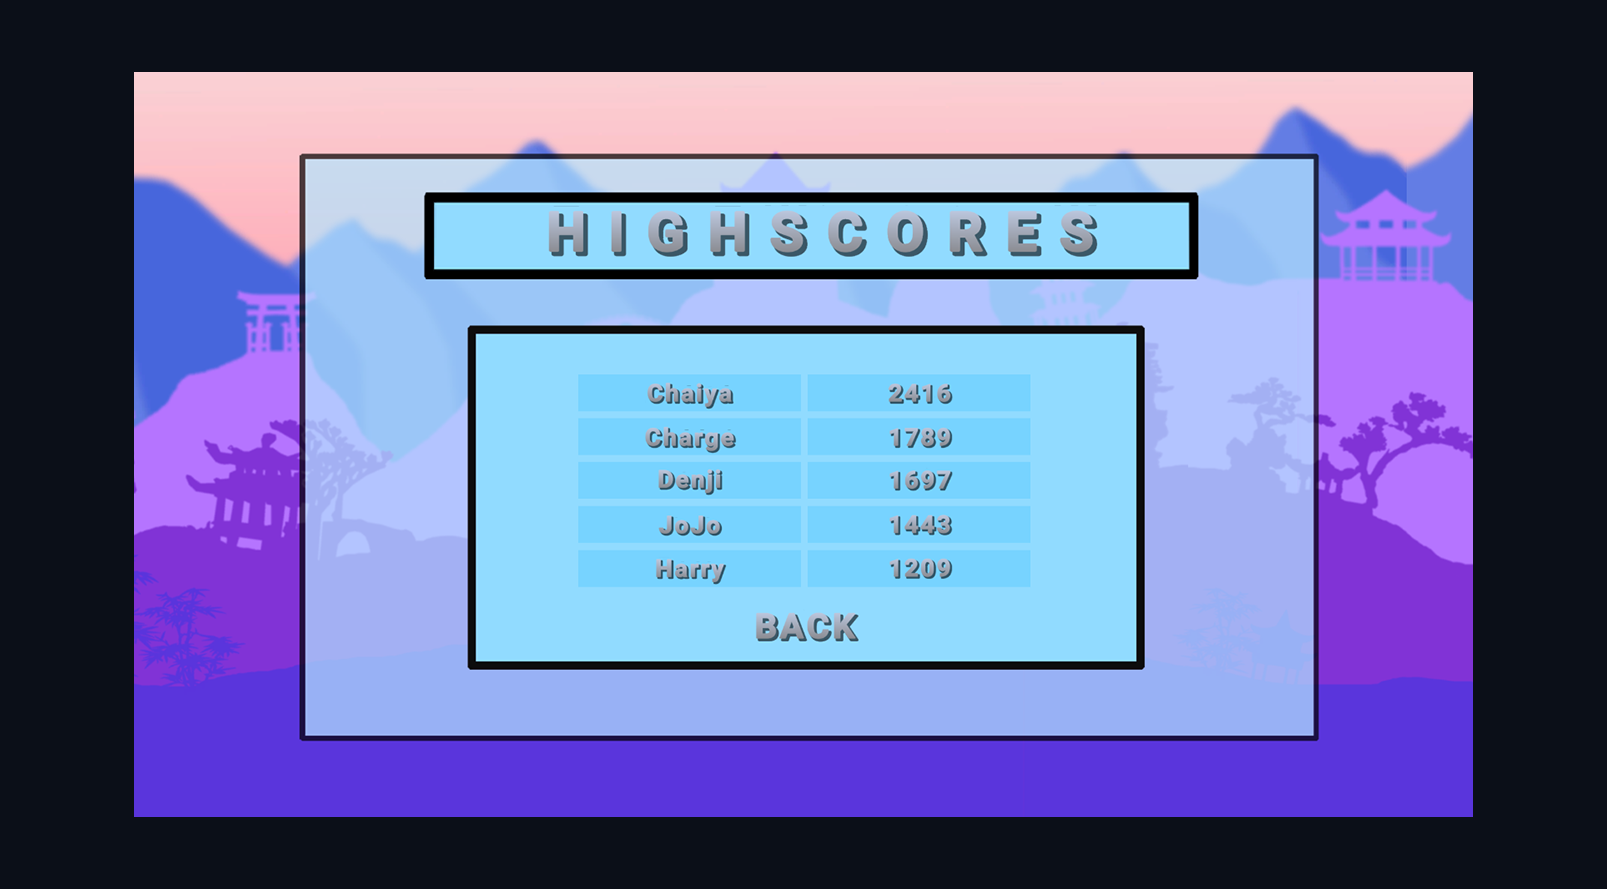 HIGHSCORES
Chaiya 2416
Charge 1789
Denji 1697
JoJo 1443
Harry 1209
BACK